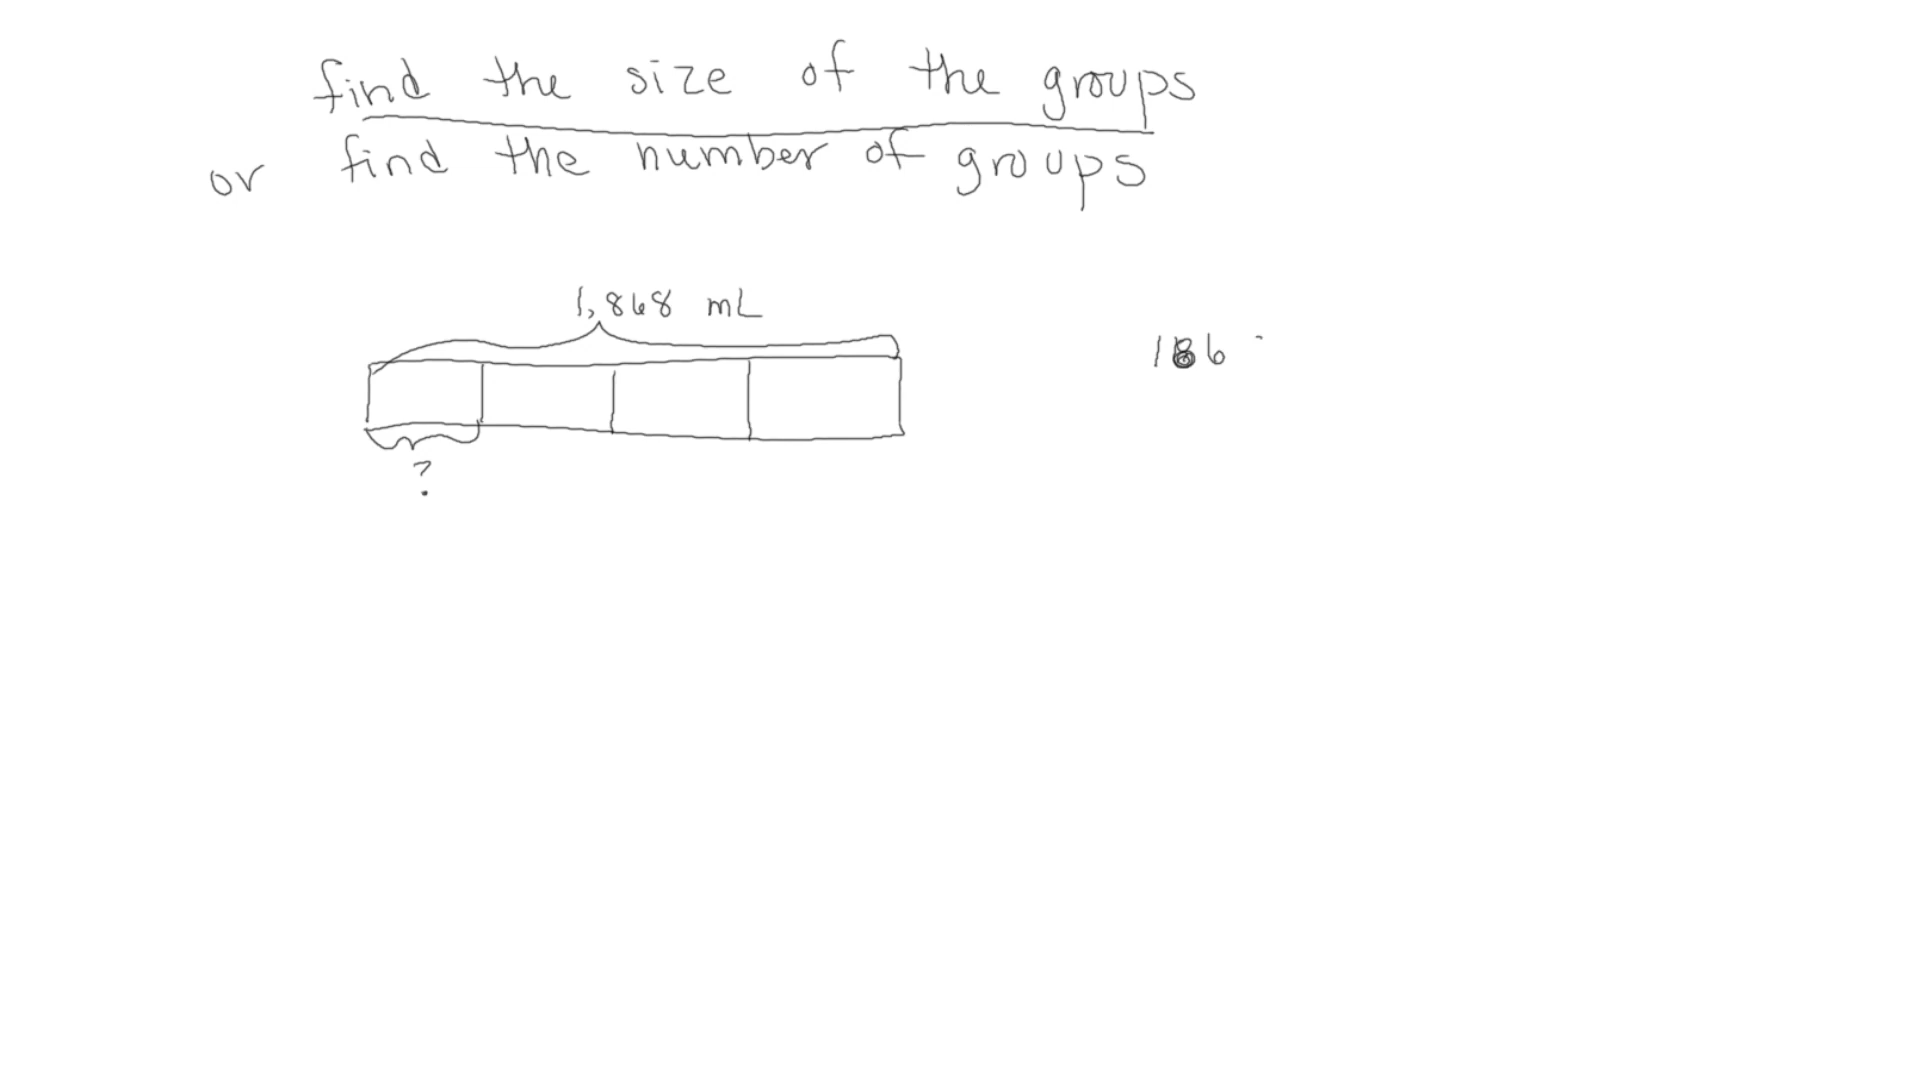 find the size of the groups
or find the number of groups
1,868 mL
186
?